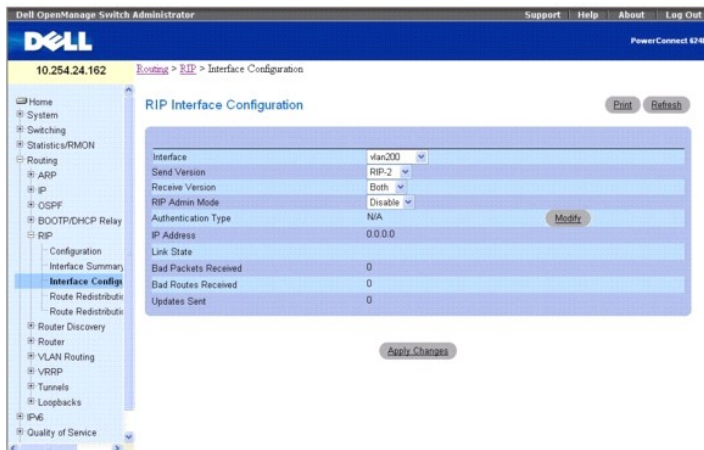 Dell OpenManage Switch Administrator
Support Help About Log Out
DELL
PowerConnect 624
10.254.24.162
Routing > RIP > Interface Configuration
Home
System
Switching
Statistics/RMON
Routing
ARP
IP
OSPF
BOOTP/DHCP Relay
RIP
Configuration
Interface Summary
Interface Configu
Route Redistributio
Route Redistributio
Router Discovery
Router
VLAN Routing
VRRP
Tunnels
Loopbacks
IPv6
Quality of Service
RIP Interface Configuration
Print Refresh
Interface vlan200
Send Version RIP-2
Receive Version Both
RIP Admin Mode Disable
Authentication Type N/A Modify
IP Address 0.0.0.0
Link State
Bad Packets Received 0
Bad Routes Received 0
Updates Sent 0
Apply Changes